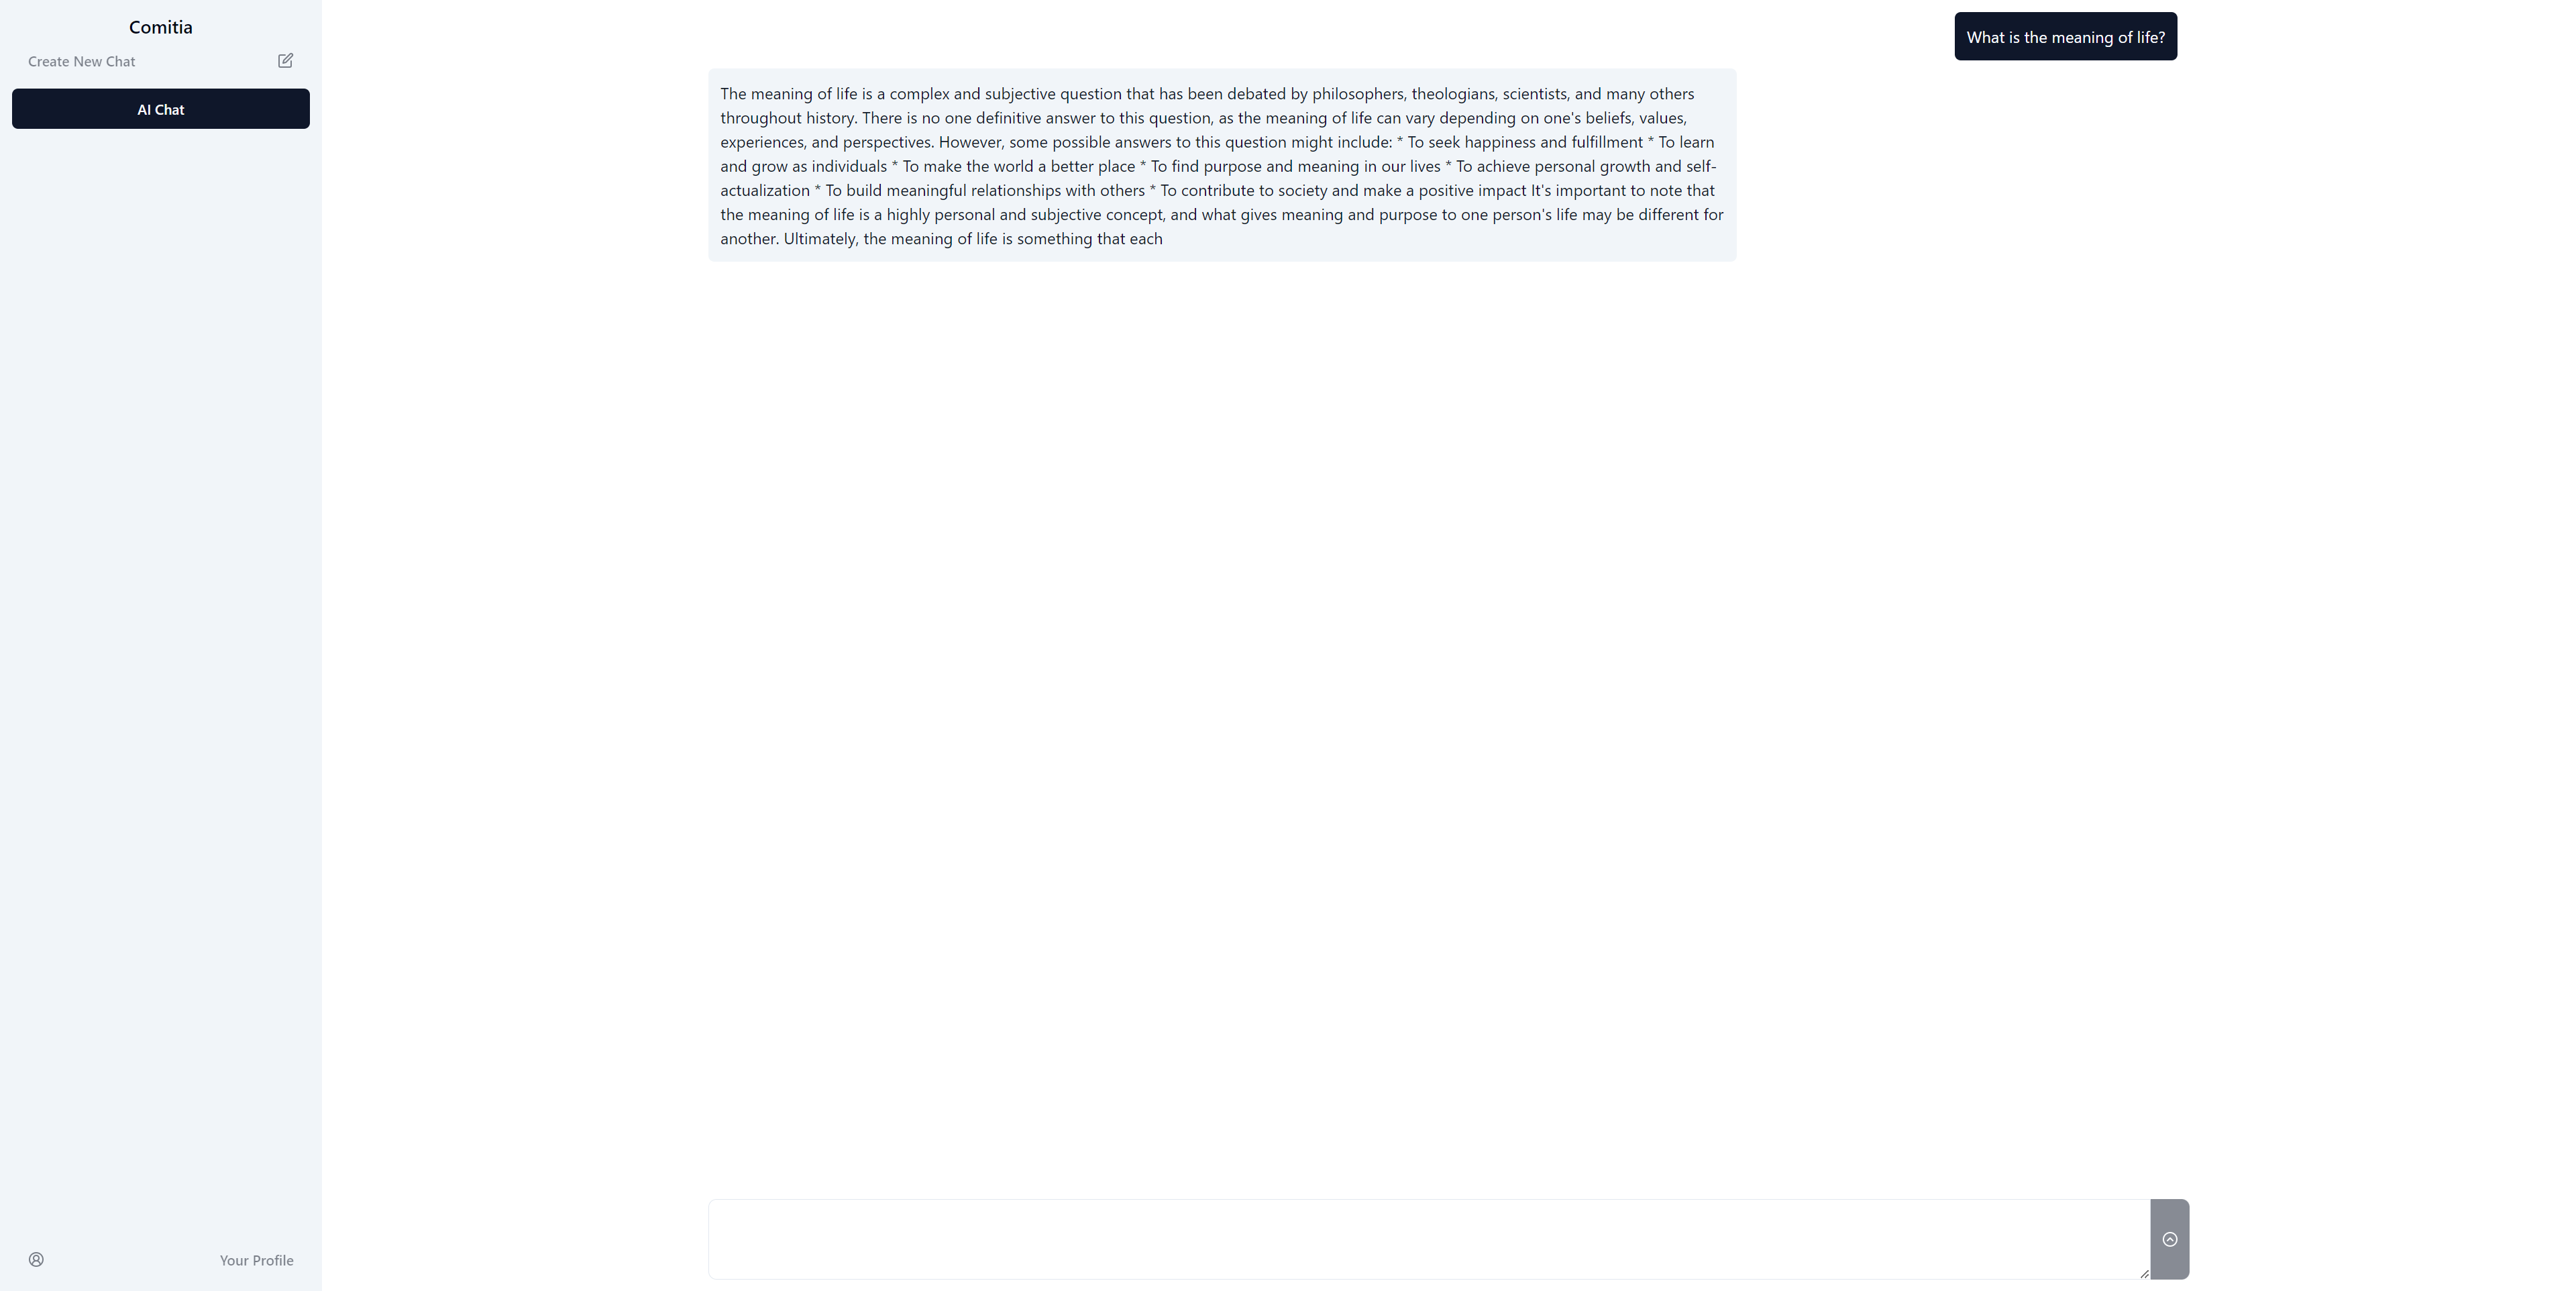 Comitia
Create New Chat
AI Chat
What is the meaning of life?
The meaning of life is a complex and subjective question that has been debated by philosophers, theologians, scientists, and many others
throughout history. There is no one definitive answer to this question, as the meaning of life can vary depending on one's beliefs, values,
experiences, and perspectives. However, some possible answers to this question might include: * To seek happiness and fulfillment * To learn
and grow as individuals * To make the world a better place * To find purpose and meaning in our lives * To achieve personal growth and self-
actualization * To build meaningful relationships with others * To contribute to society and make a positive impact It's important to note that
the meaning of life is a highly personal and subjective concept, and what gives meaning and purpose to one person's life may be different for
another. Ultimately, the meaning of life is something that each
Your Profile